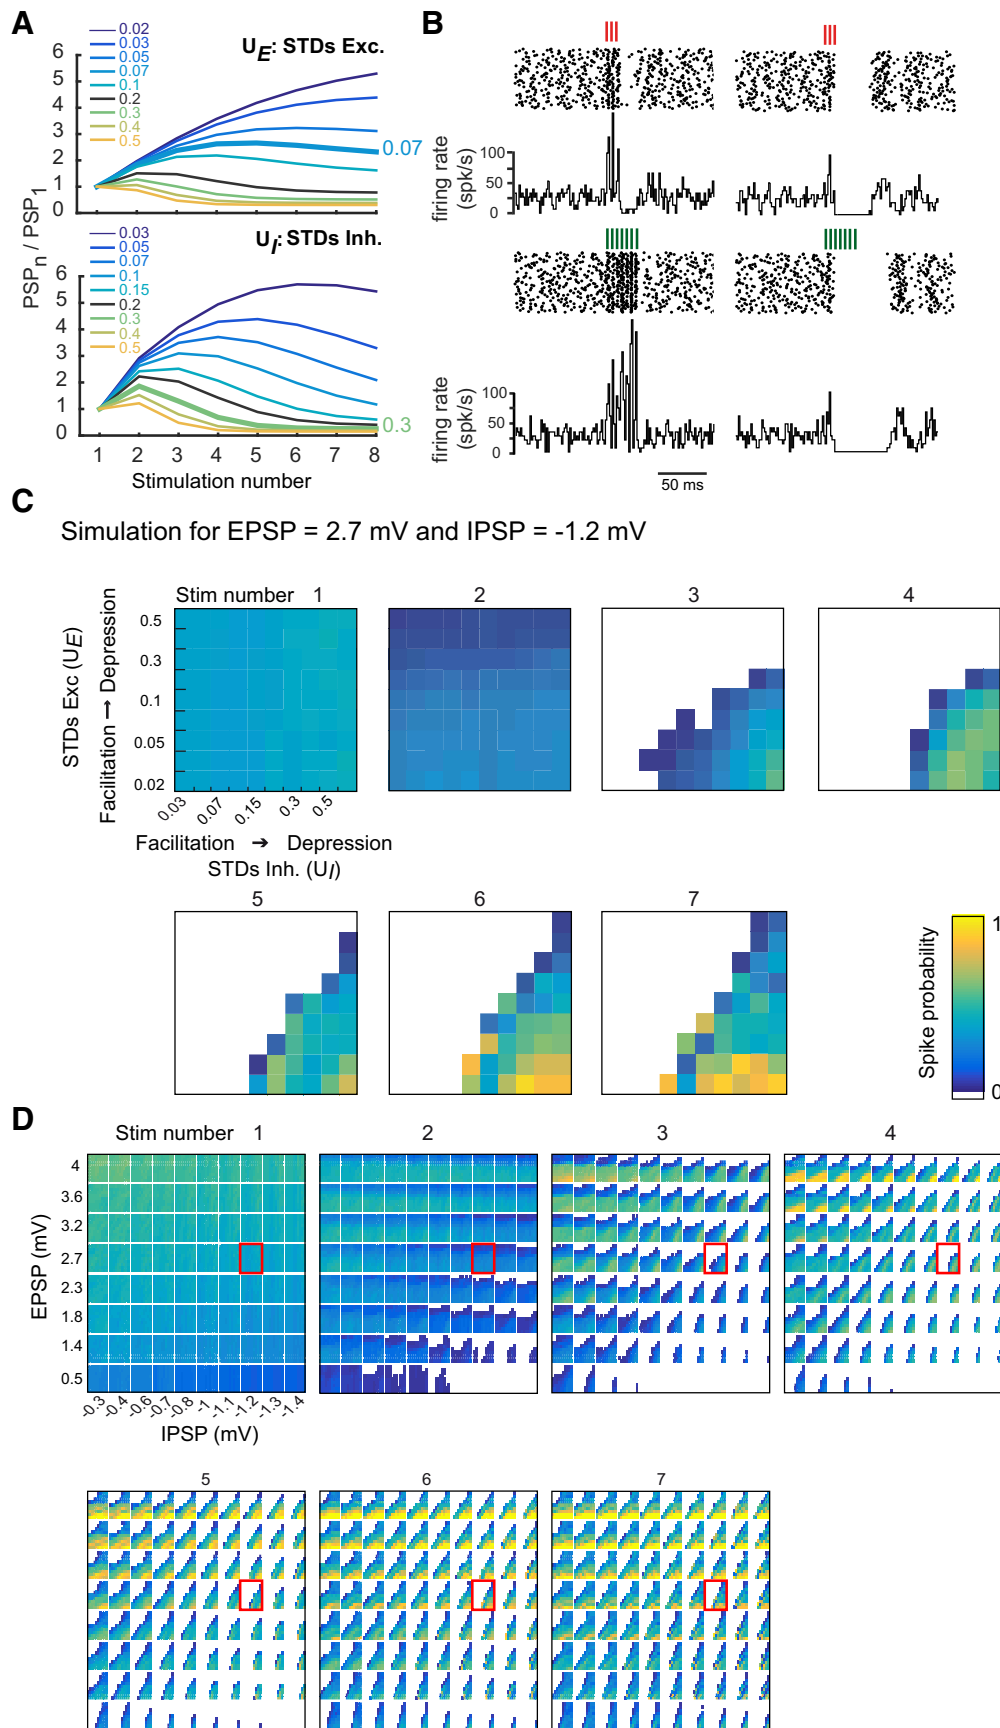 A
0.02
0.03
0.05
0.07
0.1
0.2
0.3
0.4
0.5
UE: STDs Exc.
6
5
4
3
2
1
0
0.07
UI: STDs Inh.
0.03
0.05
0.07
0.1
0.15
0.2
0.3
0.4
0.5
6
5
4
3
2
1
0
0.3
PSPn / PSP1
1 2 3 4 5 6 7 8
Stimulation number
B
100
50
0
firing rate
(spk/s)
100
50
0
firing rate
(spk/s)
50 ms
C
Simulation for EPSP = 2.7 mV and IPSP = -1.2 mV
Stim number 1 2 3 4
STDs Exc (UE)
Facilitation → Depression
0.5
0.3
0.1
0.05
0.02
0.03 0.07 0.15 0.3 0.5
Facilitation → Depression
STDs Inh. (UI)
5 6 7
Spike probability
1
0
D
Stim number 1 2 3 4
EPSP (mV)
4
3.6
3.2
2.7
2.3
1.8
1.4
0.5
-0.3 -0.4 -0.6 -0.7 -0.8 -1 -1.1 -1.2 -1.3 -1.4
IPSP (mV)
5 6 7